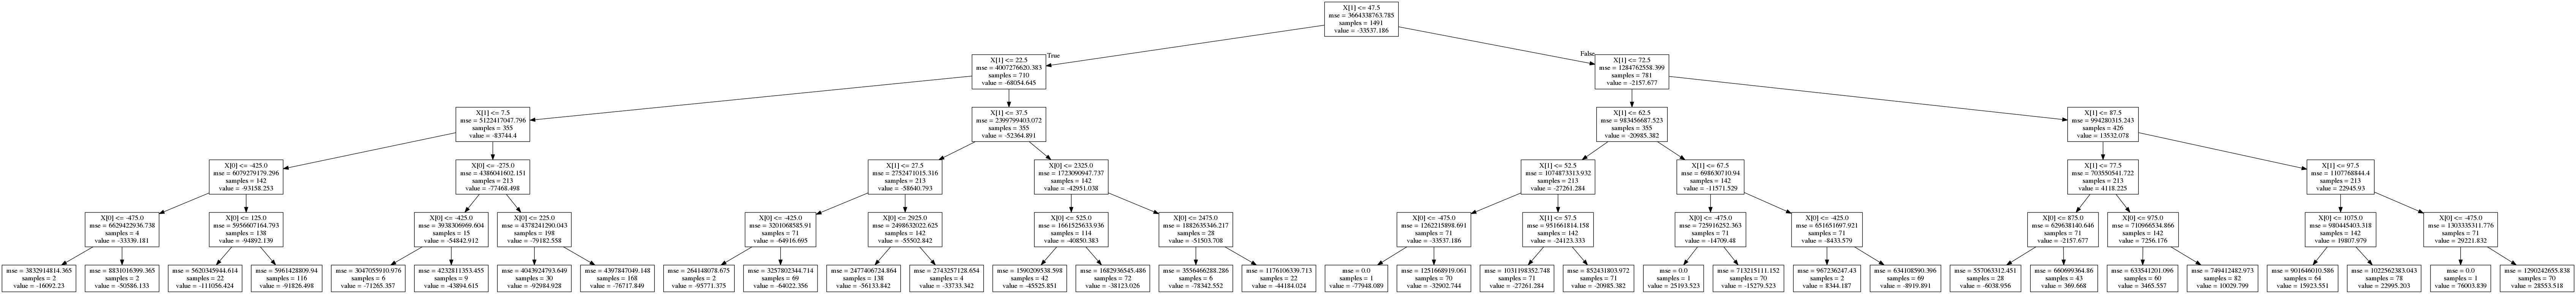 X[1] <= 47.5
mse = 3664338763.785
samples = 1491
value = -33537.186
True
False
X[1] <= 22.5
mse = 4007276620.383
samples = 710
value = -68054.645
X[1] <= 72.5
mse = 1284762558.399
samples = 781
value = -2157.677
X[1] <= 7.5
mse = 5122417047.796
samples = 355
value = -83744.4
X[1] <= 37.5
mse = 2399799403.072
samples = 355
value = -52364.891
X[1] <= 62.5
mse = 983456687.523
samples = 355
value = -20985.382
X[1] <= 87.5
mse = 994280315.243
samples = 426
value = 13532.078
X[0] <= -425.0
mse = 6079279179.296
samples = 142
value = -93158.253
X[0] <= -275.0
mse = 4386041602.151
samples = 213
value = -77468.498
X[1] <= 27.5
mse = 2752471015.316
samples = 213
value = -58640.793
X[0] <= 2325.0
mse = 1723090947.737
samples = 142
value = -42951.038
X[1] <= 52.5
mse = 1074873313.932
samples = 213
value = -27261.284
X[1] <= 67.5
mse = 698630710.94
samples = 142
value = -11571.529
X[1] <= 77.5
mse = 703550541.722
samples = 213
value = 4118.225
X[1] <= 97.5
mse = 1107768844.4
samples = 213
value = 22945.93
X[0] <= -475.0
mse = 6629422936.738
samples = 4
value = -33339.181
X[0] <= 125.0
mse = 5956607164.793
samples = 138
value = -94892.139
X[0] <= -425.0
mse = 3938306969.604
samples = 15
value = -54842.912
X[0] <= 225.0
mse = 4378241290.043
samples = 198
value = -79182.558
X[0] <= -425.0
mse = 3201068585.91
samples = 71
value = -64916.695
X[0] <= 2925.0
mse = 2498632022.625
samples = 142
value = -55502.842
X[0] <= 525.0
mse = 1661525633.936
samples = 114
value = -40850.383
X[0] <= 2475.0
mse = 1882635346.217
samples = 28
value = -51503.708
X[0] <= -475.0
mse = 1262215898.691
samples = 71
value = -33537.186
X[1] <= 57.5
mse = 951661814.158
samples = 142
value = -24123.333
X[0] <= -475.0
mse = 725916252.363
samples = 71
value = -14709.48
X[0] <= -425.0
mse = 651651697.921
samples = 71
value = -8433.579
X[0] <= 875.0
mse = 629638140.646
samples = 71
value = -2157.677
X[0] <= 975.0
mse = 710966534.866
samples = 142
value = 7256.176
X[0] <= 1075.0
mse = 980445403.318
samples = 142
value = 19807.979
X[0] <= -475.0
mse = 1303335311.776
samples = 71
value = 29221.832
mse = 3832914814.365
samples = 2
value = -16092.23
mse = 8831016399.365
samples = 2
value = -50586.133
mse = 5620345944.614
samples = 22
value = -111056.424
mse = 5961428809.94
samples = 116
value = -91826.498
mse = 3047055910.976
samples = 6
value = -71265.357
mse = 4232811353.455
samples = 9
value = -43894.615
mse = 4043924793.649
samples = 30
value = -92984.928
mse = 4397847049.148
samples = 168
value = -76717.849
mse = 264148078.675
samples = 2
value = -95771.375
mse = 3257802344.714
samples = 69
value = -64022.356
mse = 2477406724.864
samples = 138
value = -56133.842
mse = 2743257128.654
samples = 4
value = -33733.342
mse = 1590209538.598
samples = 42
value = -45525.851
mse = 1682936545.486
samples = 72
value = -38123.026
mse = 3556466288.286
samples = 6
value = -78342.552
mse = 1176106339.713
samples = 22
value = -44184.024
mse = 0.0
samples = 1
value = -77948.089
mse = 1251668919.061
samples = 70
value = -32902.744
mse = 1031198352.748
samples = 71
value = -27261.284
mse = 852431803.972
samples = 71
value = -20985.382
mse = 0.0
samples = 1
value = 25193.523
mse = 713215111.152
samples = 70
value = -15279.523
mse = 967236247.43
samples = 2
value = 8344.187
mse = 634108590.396
samples = 69
value = -8919.891
mse = 557063312.451
samples = 28
value = -6038.956
mse = 660699364.86
samples = 43
value = 369.668
mse = 633541201.096
samples = 60
value = 3465.557
mse = 749412482.973
samples = 82
value = 10029.799
mse = 901646010.586
samples = 64
value = 15923.551
mse = 1022562383.043
samples = 78
value = 22995.203
mse = 0.0
samples = 1
value = 76003.839
mse = 1290242655.838
samples = 70
value = 28553.518